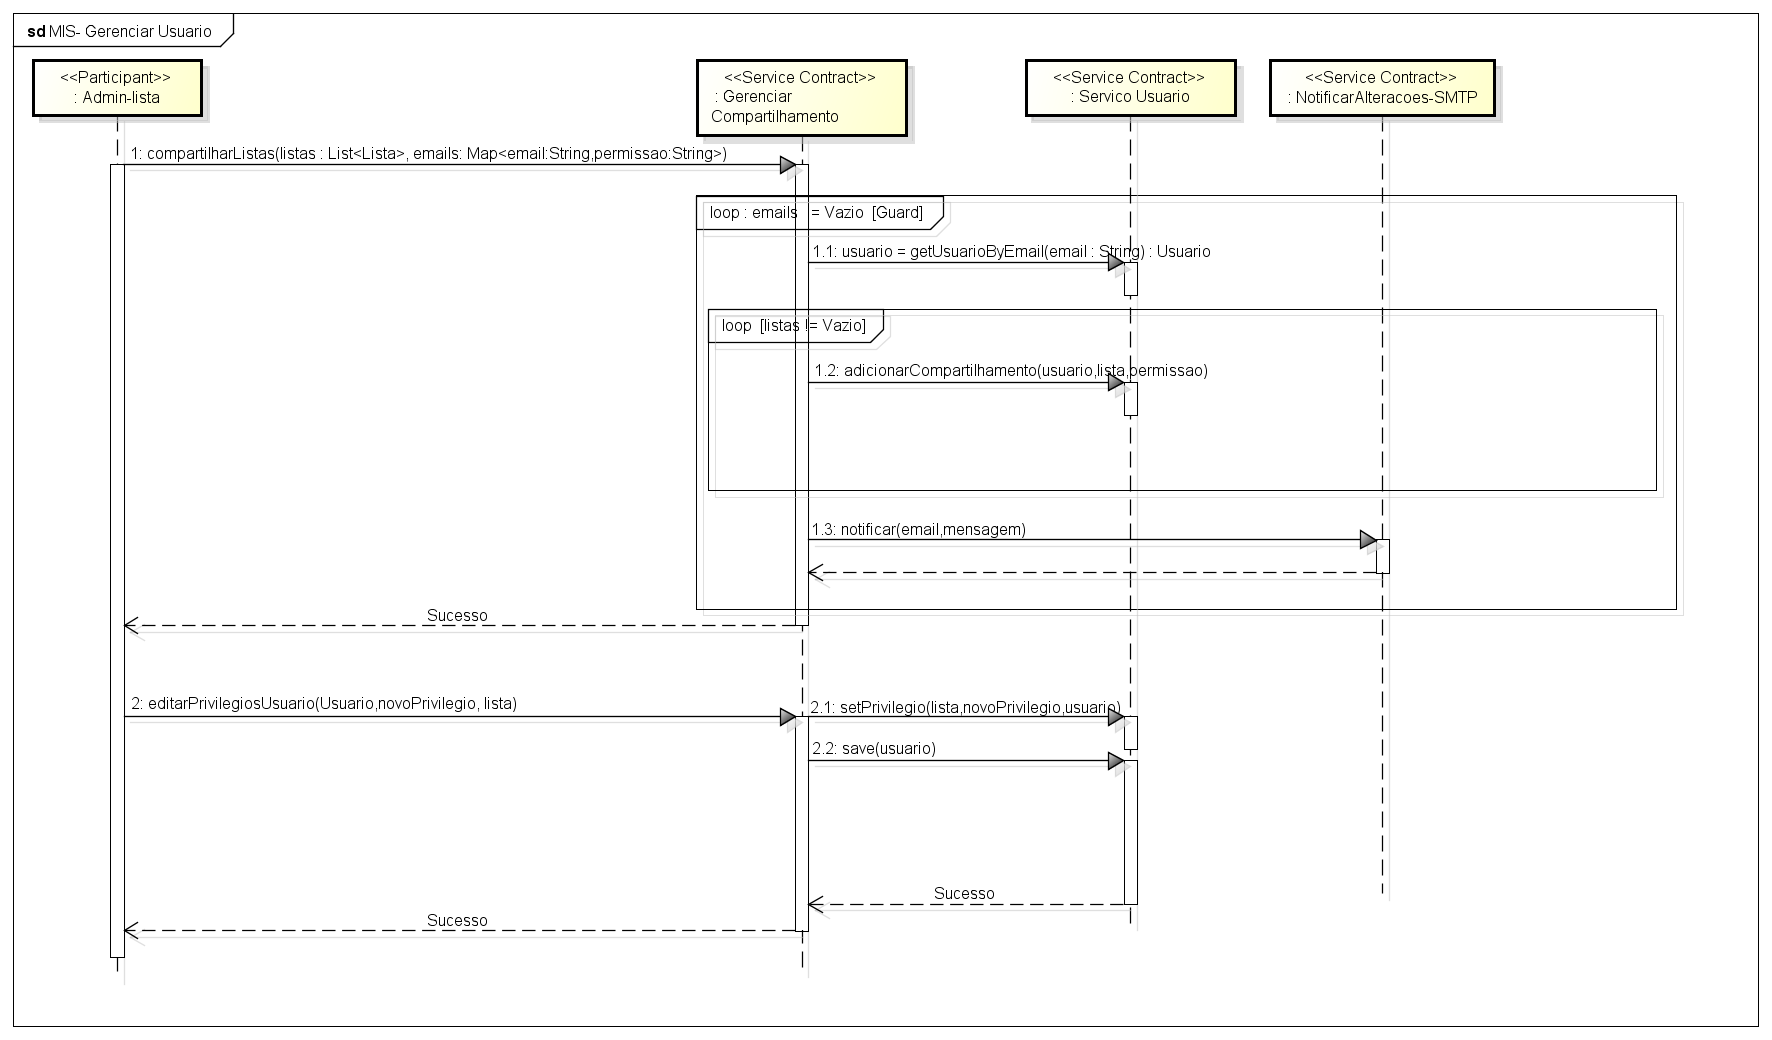 sd MIS- Gerenciar Usuario
<<Participant>>
: Admin-lista
<<Service Contract>>
: Gerenciar
Compartilhamento
<<Service Contract>>
: Servico Usuario
<<Service Contract>>
: NotificarAlteracoes-SMTP
1: compartilharListas(listas : List<Lista>, emails: Map<email:String,permissao:String>)
loop : emails = Vazio [Guard]
1.1: usuario = getUsuarioByEmail(email : String) : Usuario
loop [listas != Vazio]
1.2: adicionarCompartilhamento(usuario,lista,permissao)
1.3: notificar(email,mensagem)
Sucesso
2: editarPrivilegiosUsuario(Usuario,novoPrivilegio, lista)
2.1: setPrivilegio(lista,novoPrivilegio,usuario)
2.2: save(usuario)
Sucesso
Sucesso